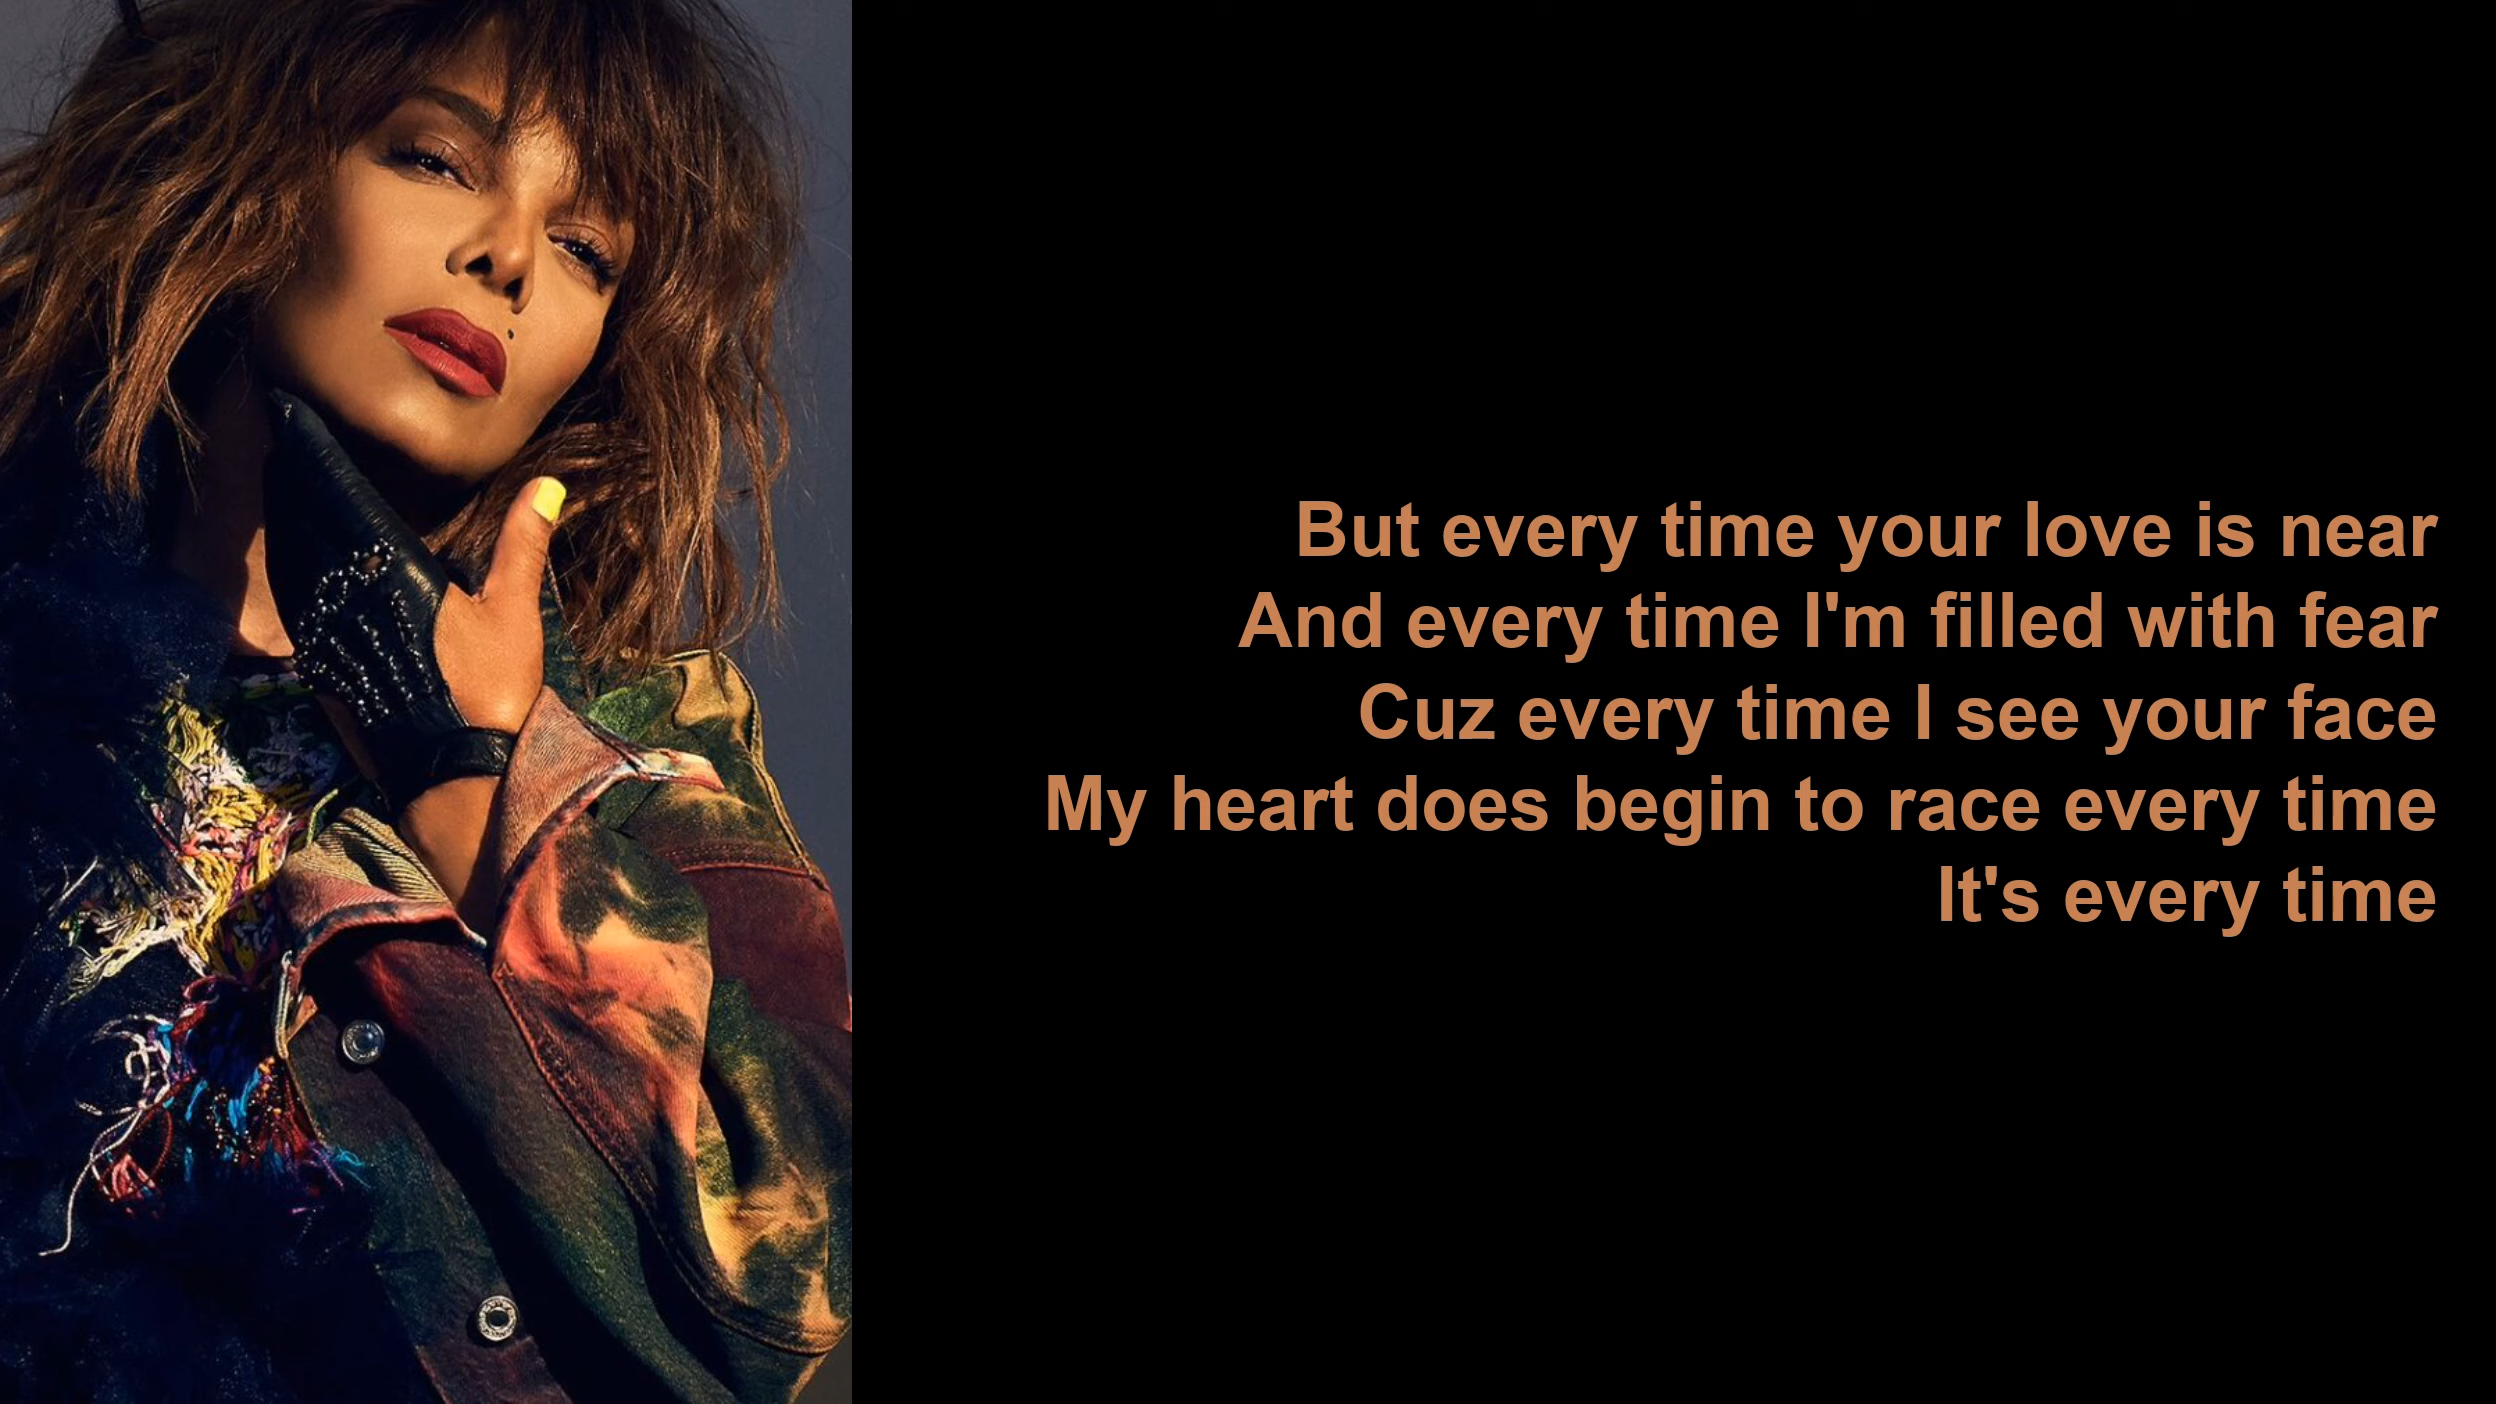 But every time your love is near
And every time I'm filled with fear
Cuz every time I see your face
My heart does begin to race every time
It's every time